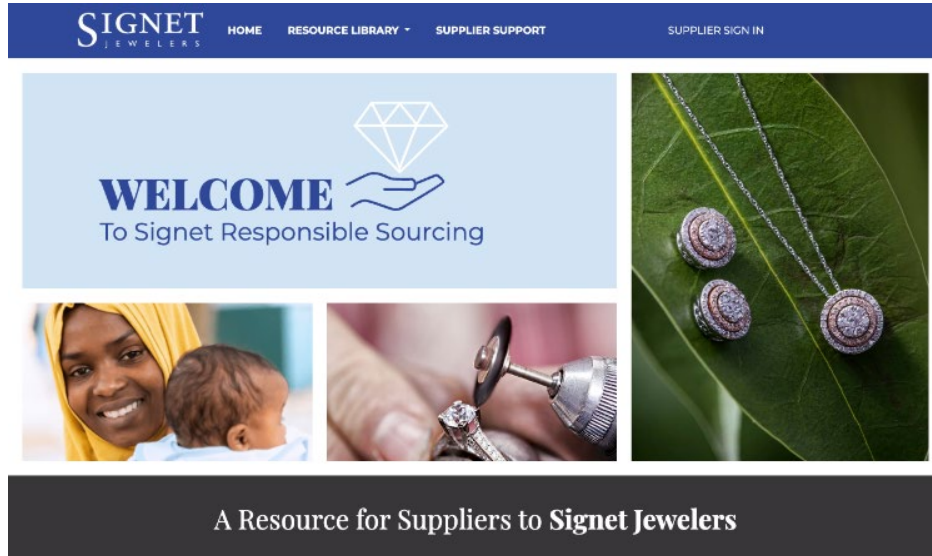 SIGNET
JEWELERS
HOME
RESOURCE LIBRARY
SUPPLIER SUPPORT
SUPPLIER SIGN IN
WELCOME
To Signet Responsible Sourcing
A Resource for Suppliers to Signet Jewelers